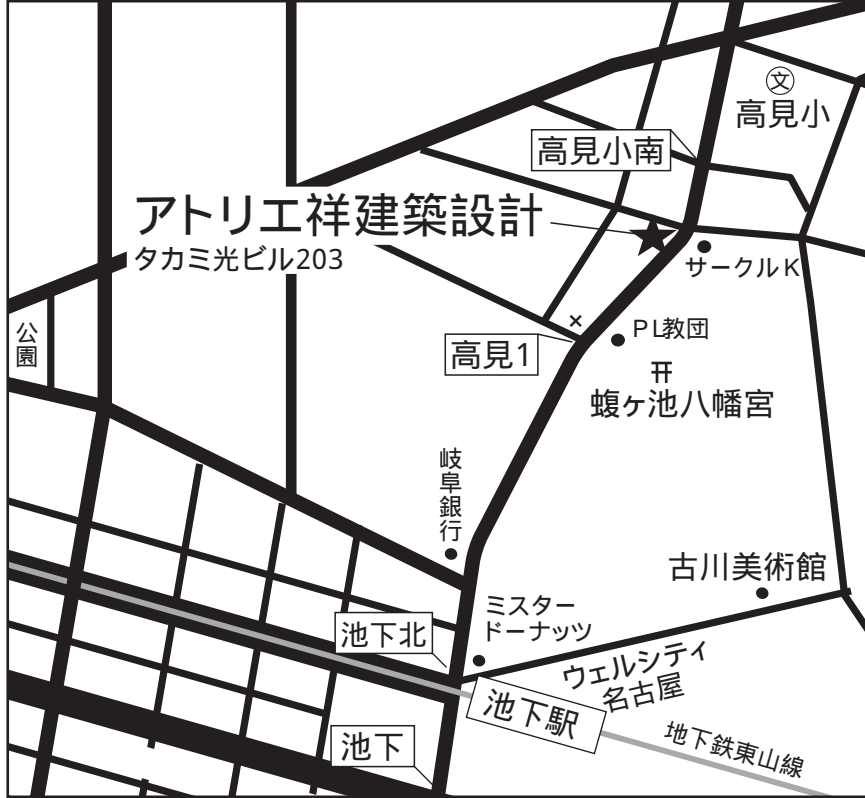 文
高見小
高見小南
アトリエ祥建築設計
タカミ光ビル203
サークルK
公園
高見1
PL教団
蝮ヶ池八幡宮
岐阜銀行
古川美術館
ミスター
ドーナッツ
池下北
ウェルシティ
名古屋
池下駅
池下
地下鉄東山線